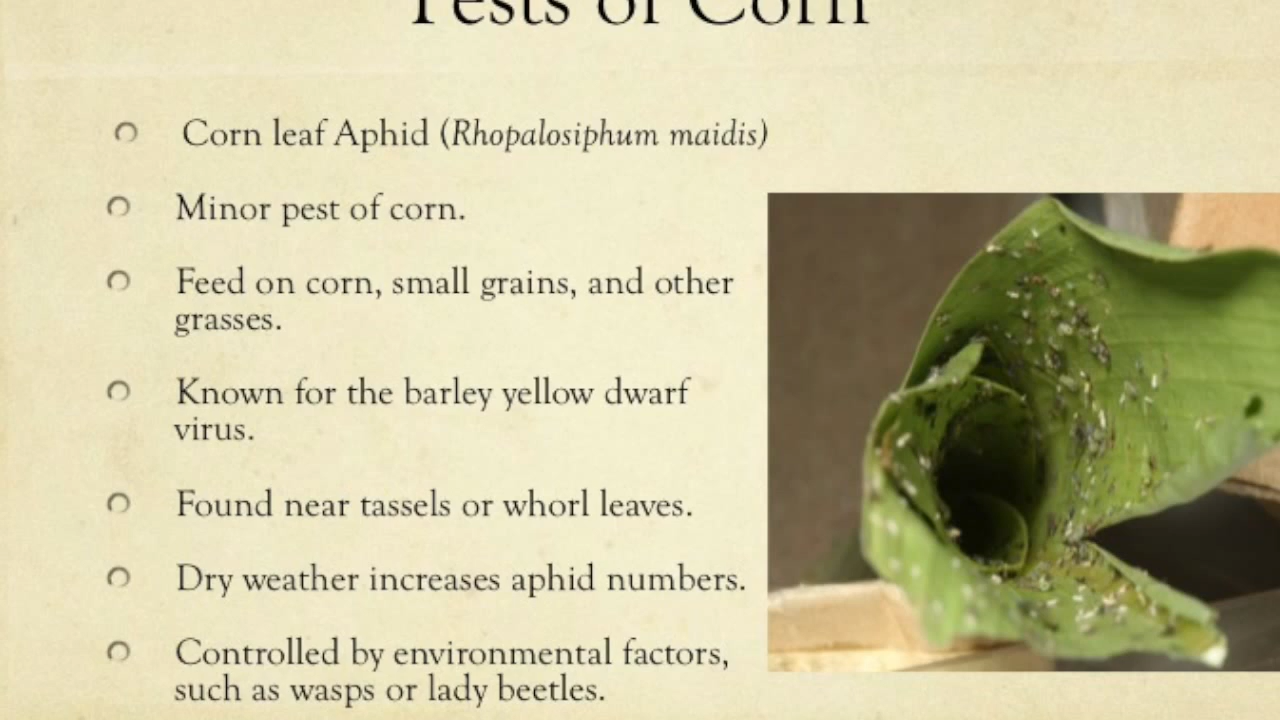 Pests of Corn
Corn leaf Aphid (Rhopalosiphum maidis)
Minor pest of corn.
Feed on corn, small grains, and other
grasses.
Known for the barley yellow dwarf
virus.
Found near tassels or whorl leaves.
Dry weather increases aphid numbers.
Controlled by environmental factors,
such as wasps or lady beetles.